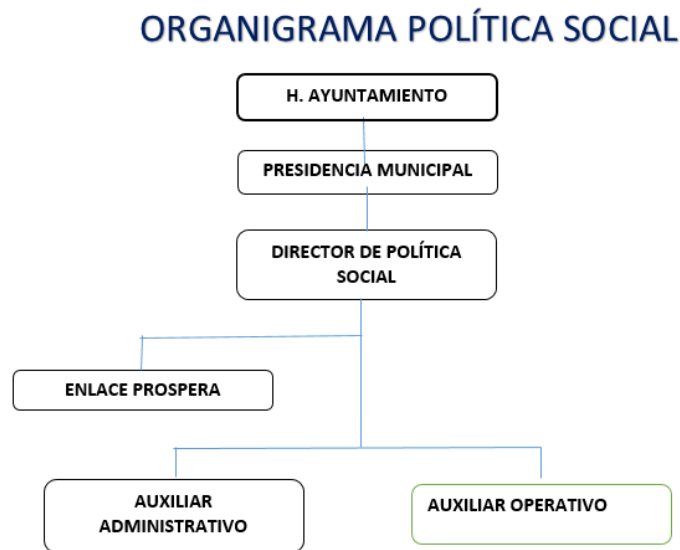 ORGANIGRAMA POLÍTICA SOCIAL
H. AYUNTAMIENTO
PRESIDENCIA MUNICIPAL
DIRECTOR DE POLÍTICA
SOCIAL
ENLACE PROSPERA
AUXILIAR
ADMINISTRATIVO
AUXILIAR OPERATIVO